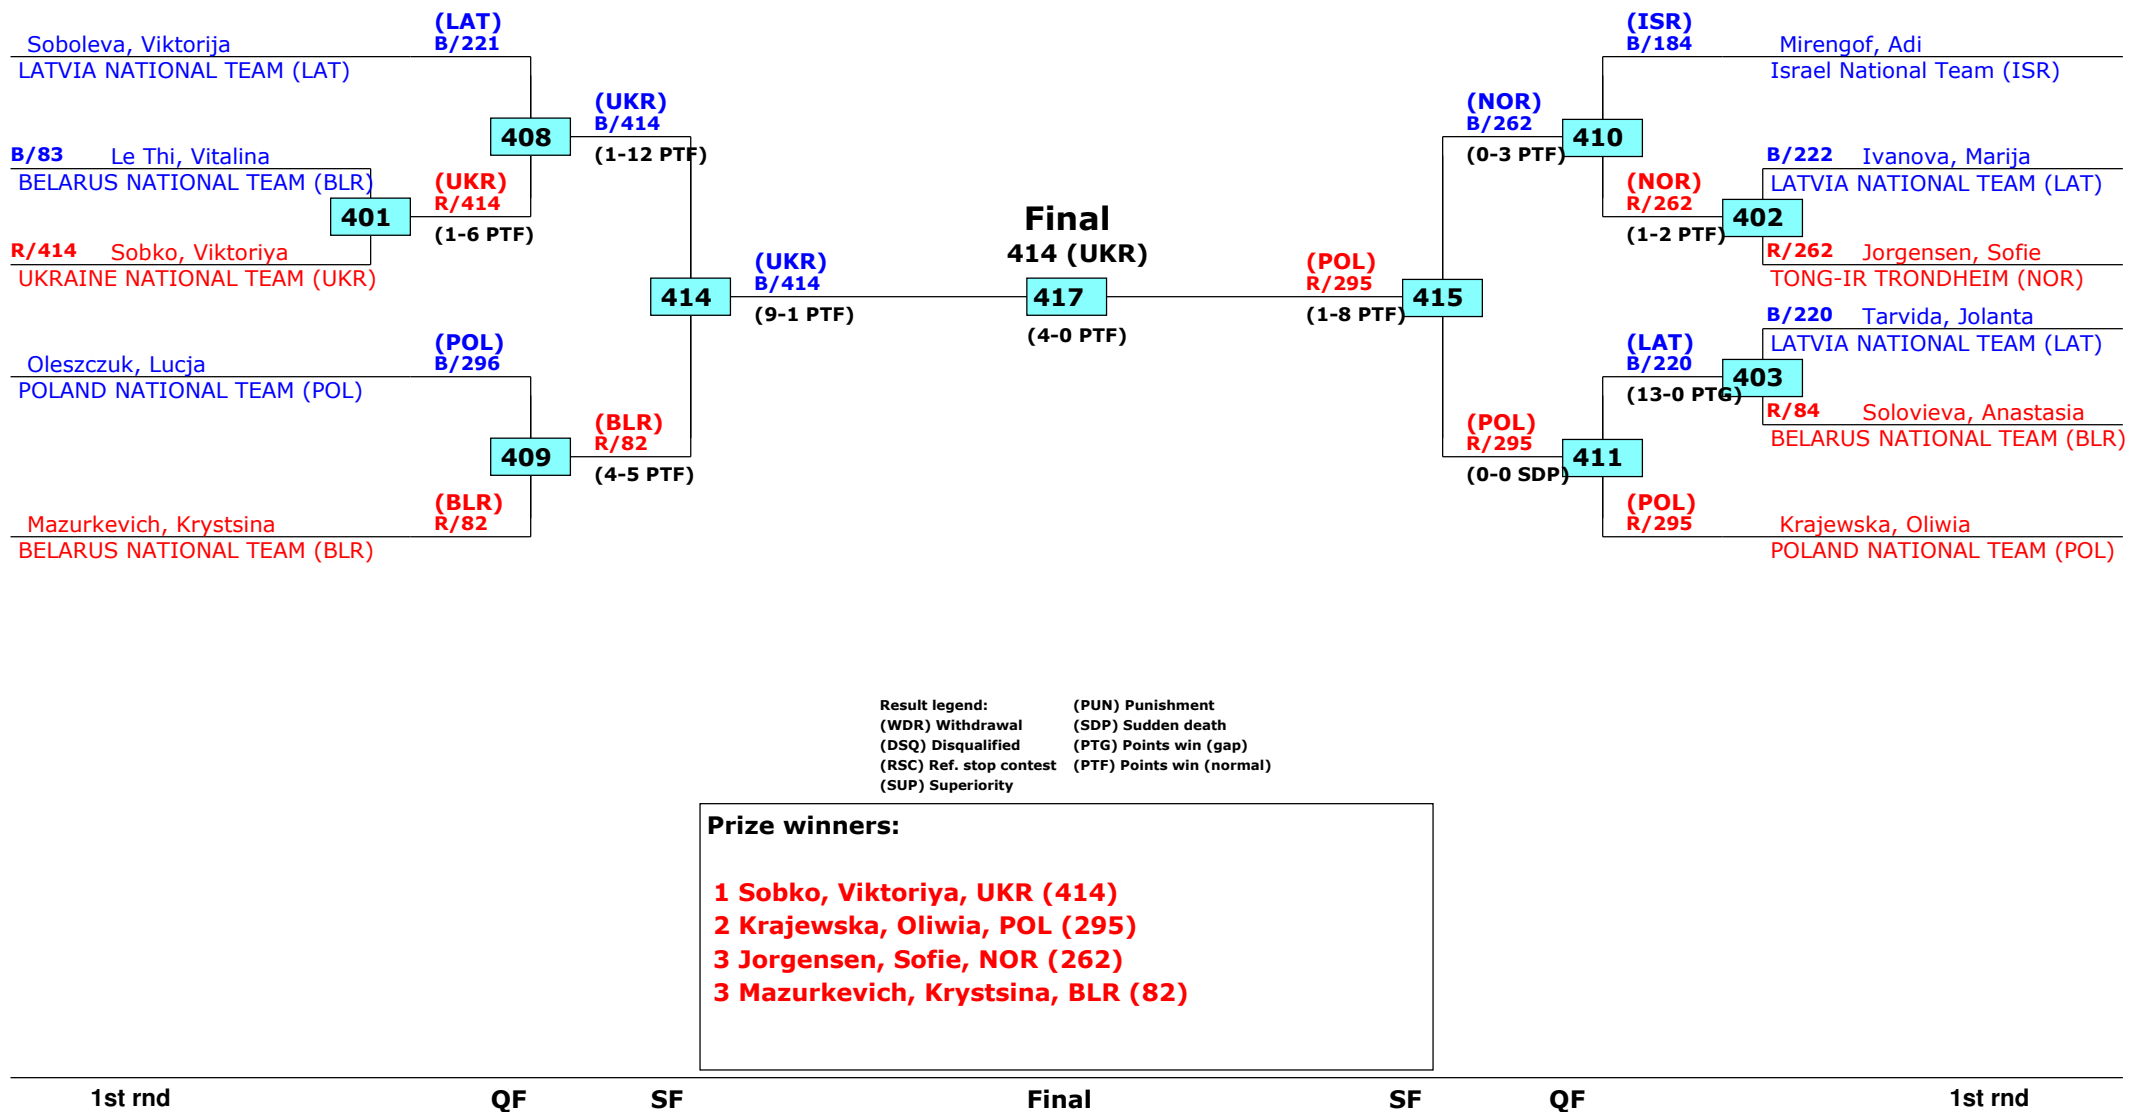 (LAT)
B/221
Soboleva, Viktorija
LATVIA NATIONAL TEAM (LAT)
408
(UKR)
B/414
(1-12 PTF)
B/83 Le Thi, Vitalina
BELARUS NATIONAL TEAM (BLR)
401
(UKR)
R/414
(1-6 PTF)
R/414 Sobko, Viktoriya
UKRAINE NATIONAL TEAM (UKR)
414
(UKR)
B/414
(9-1 PTF)
(POL)
B/296
Oleszczuk, Lucja
POLAND NATIONAL TEAM (POL)
409
(BLR)
R/82
(4-5 PTF)
(BLR)
R/82
Mazurkevich, Krystsina
BELARUS NATIONAL TEAM (BLR)
Final
414 (UKR)
417
(4-0 PTF)
(POL)
R/295
(1-8 PTF)
415
(NOR)
B/262
(0-3 PTF)
410
(ISR)
B/184
Mirengof, Adi
Israel National Team (ISR)
B/222 Ivanova, Marija
LATVIA NATIONAL TEAM (LAT)
(NOR)
R/262
(1-2 PTF)
402
R/262 Jorgensen, Sofie
TONG-IR TRONDHEIM (NOR)
B/220 Tarvida, Jolanta
LATVIA NATIONAL TEAM (LAT)
(LAT)
B/220
(13-0 PTG)
403
R/84 Solovieva, Anastasia
BELARUS NATIONAL TEAM (BLR)
(POL)
R/295
(0-0 SDP)
411
(POL)
R/295
Krajewska, Oliwia
POLAND NATIONAL TEAM (POL)
Result legend: (PUN) Punishment
(WDR) Withdrawal (SDP) Sudden death
(DSQ) Disqualified (PTG) Points win (gap)
(RSC) Ref. stop contest (PTF) Points win (normal)
(SUP) Superiority
Prize winners:
1 Sobko, Viktoriya, UKR (414)
2 Krajewska, Oliwia, POL (295)
3 Jorgensen, Sofie, NOR (262)
3 Mazurkevich, Krystsina, BLR (82)
1st rnd QF SF Final SF QF 1st rnd